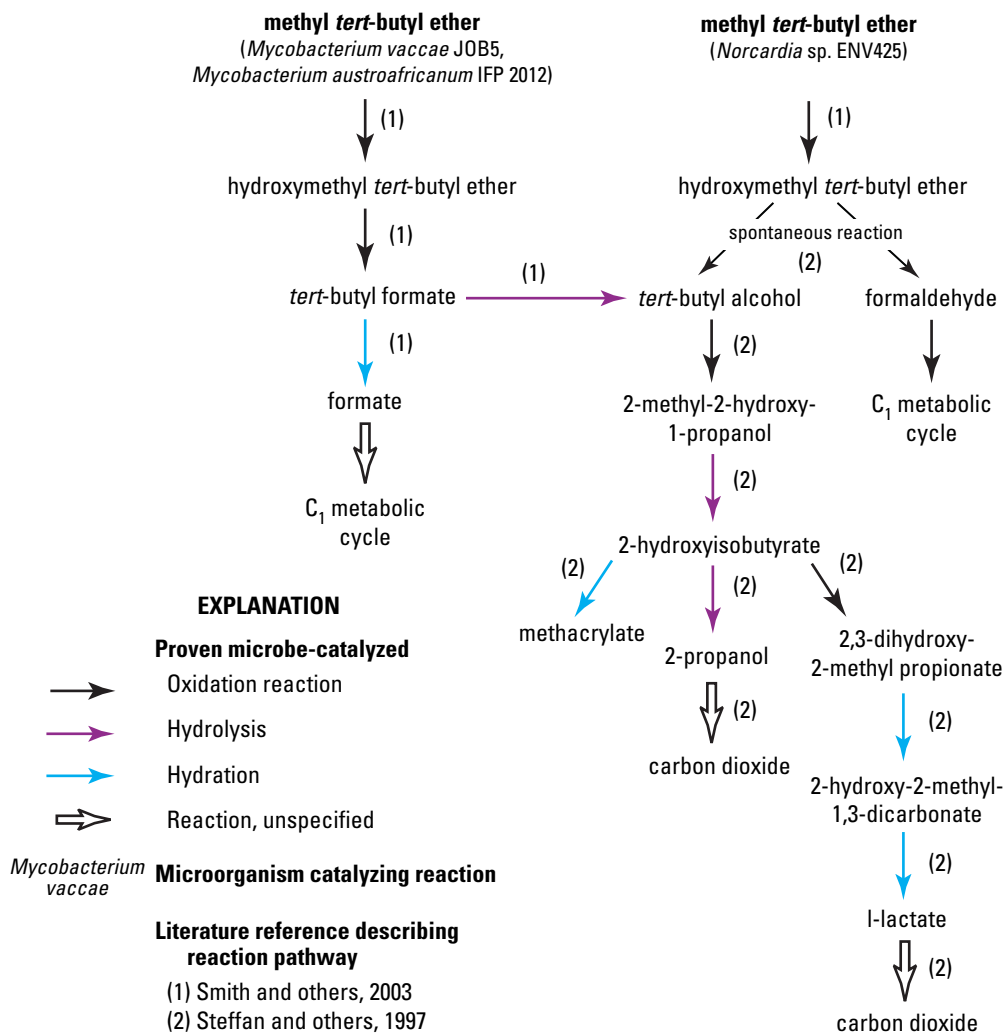 methyl tert-butyl ether
(Mycobacterium vaccae JOB5,
Mycobacterium austroafricanum IFP 2012)
(1)
hydroxymethyl tert-butyl ether
(1)
tert-butyl formate
(1)
(1)
formate
C1 metabolic
cycle
methyl tert-butyl ether
(Norcardia sp. ENV425)
(1)
hydroxymethyl tert-butyl ether
spontaneous reaction
(2)
tert-butyl alcohol
formaldehyde
(2)
2-methyl-2-hydroxy-
1-propanol
C1 metabolic
cycle
(2)
2-hydroxyisobutyrate
(2)
(2)
(2)
methacrylate
2-propanol
2,3-dihydroxy-
2-methyl propionate
(2)
(2)
carbon dioxide
2-hydroxy-2-methyl-
1,3-dicarbonate
(2)
l-lactate
(2)
carbon dioxide
EXPLANATION
Proven microbe-catalyzed
Oxidation reaction
Hydrolysis
Hydration
Reaction, unspecified
Mycobacterium
vaccae
Microorganism catalyzing reaction
Literature reference describing
reaction pathway
(1) Smith and others, 2003
(2) Steffan and others, 1997